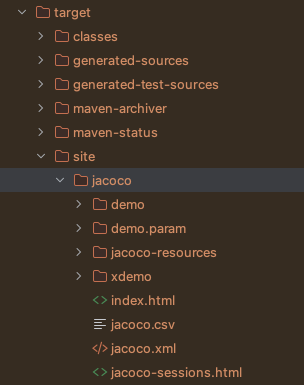 target
classes
generated-sources
generated-test-sources
maven-archiver
maven-status
site
jacoco
demo
demo.param
jacoco-resources
xdemo
index.html
jacoco.csv
jacoco.xml
jacoco-sessions.html